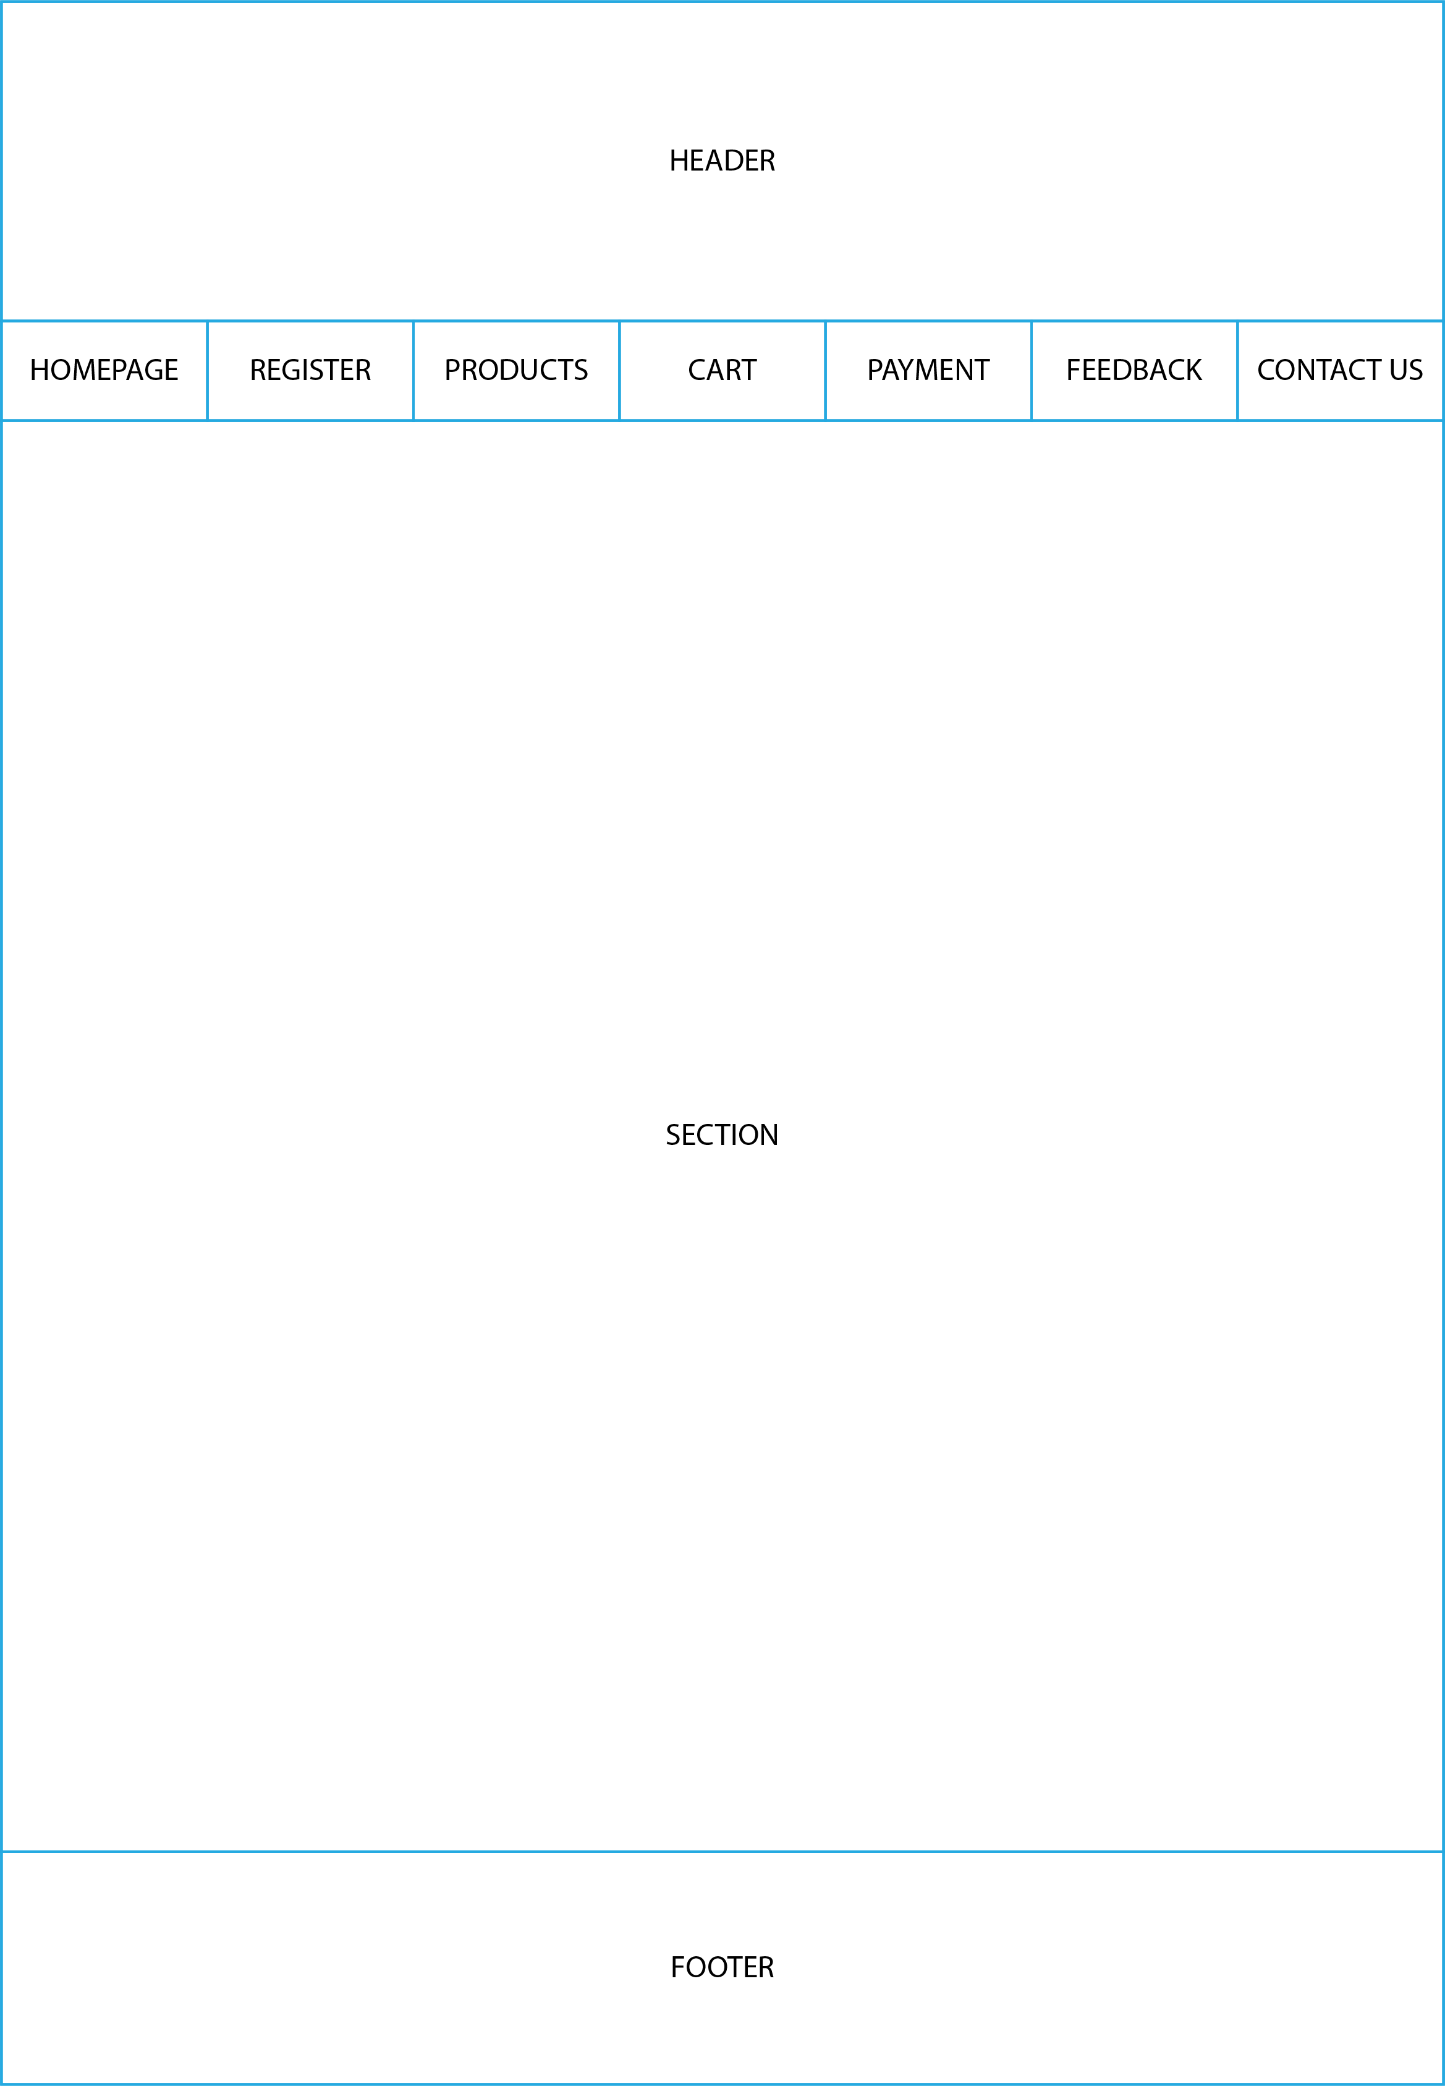 HEADER
HOMEPAGE REGISTER PRODUCTS CART PAYMENT FEEDBACK CONTACT US
SECTION
FOOTER